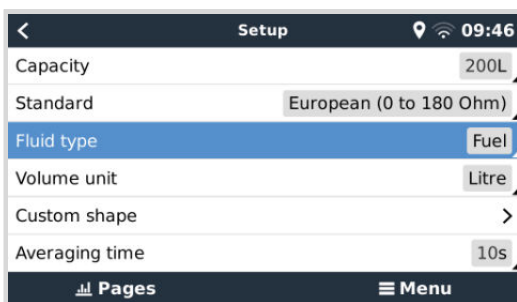 Setup 09:46
Capacity 200L
Standard European (0 to 180 Ohm)
Fluid type Fuel
Volume unit Litre
Custom shape
Averaging time 10s
Pages Menu